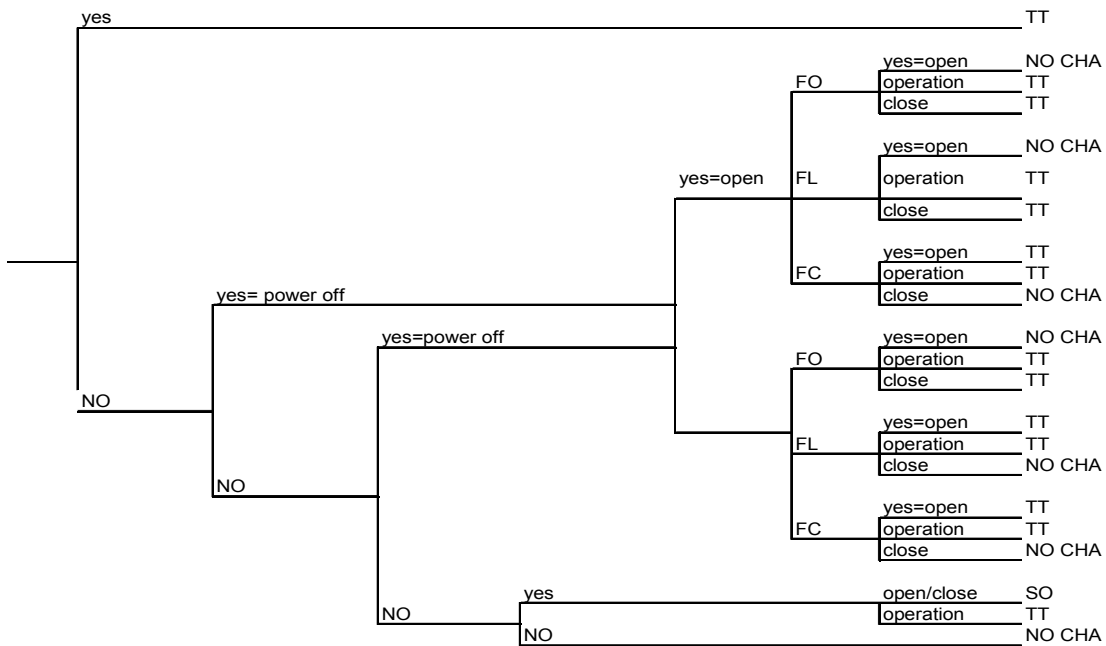 yes TT
yes=open NO CHA
FO operation TT
close TT
yes=open NO CHA
yes=open FL operation TT
close TT
yes=open TT
FC operation TT
yes= power off close NO CHA
yes=power off yes=open NO CHA
FO operation TT
close TT
NO
yes=open TT
FL operation TT
close NO CHA
NO
yes=open TT
FC operation TT
close NO CHA
yes open/close SO
NO operation TT
NO NO CHA